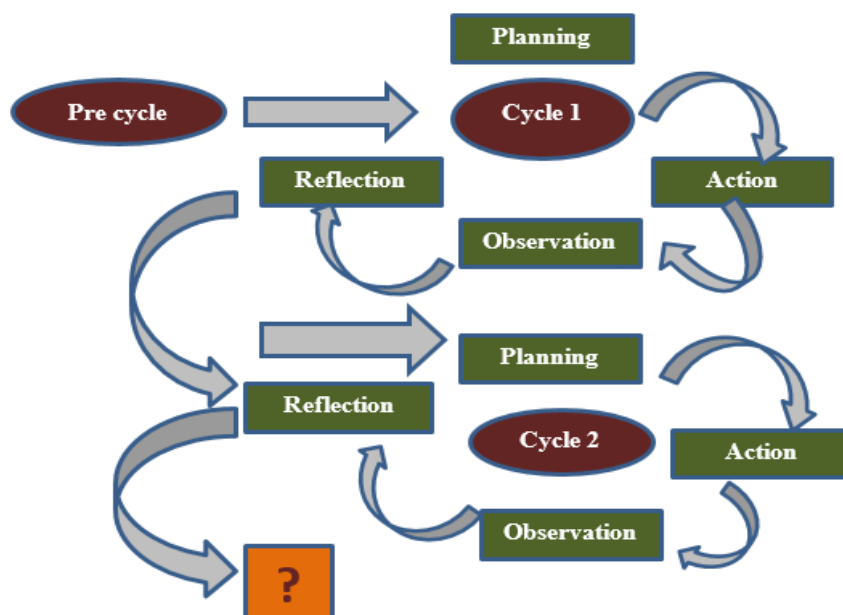 Planning
Pre cycle
Cycle 1
Reflection
Action
Observation
Planning
Reflection
Cycle 2
Action
Observation
?